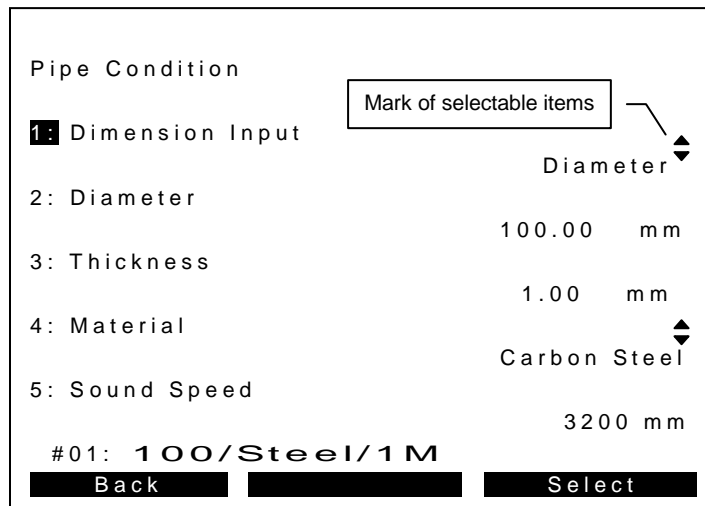 Pipe Condition
Mark of selectable items
1: Dimension Input
Diameter
2: Diameter
100.00 mm
3: Thickness
1.00 mm
4: Material
Carbon Steel
5: Sound Speed
3200 mm
#01: 100/Steel/1M
Back Select